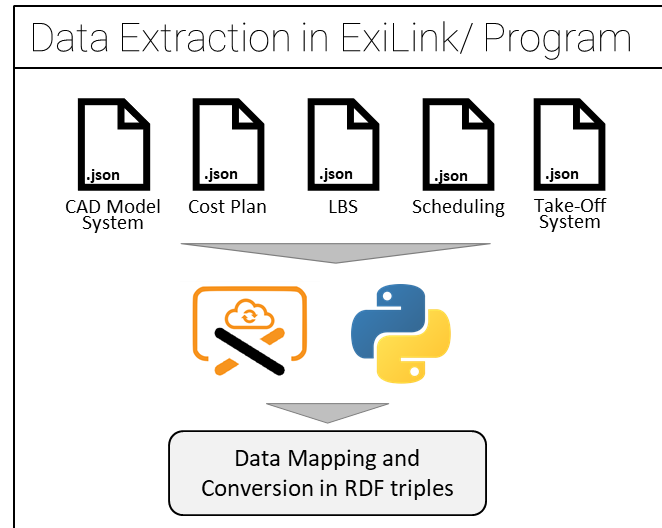 Data Extraction in ExiLink/ Program
.json
.json
.json
.json
.json
CAD Model
System
Cost Plan
LBS
Scheduling
Take-Off
System
Data Mapping and
Conversion in RDF triples